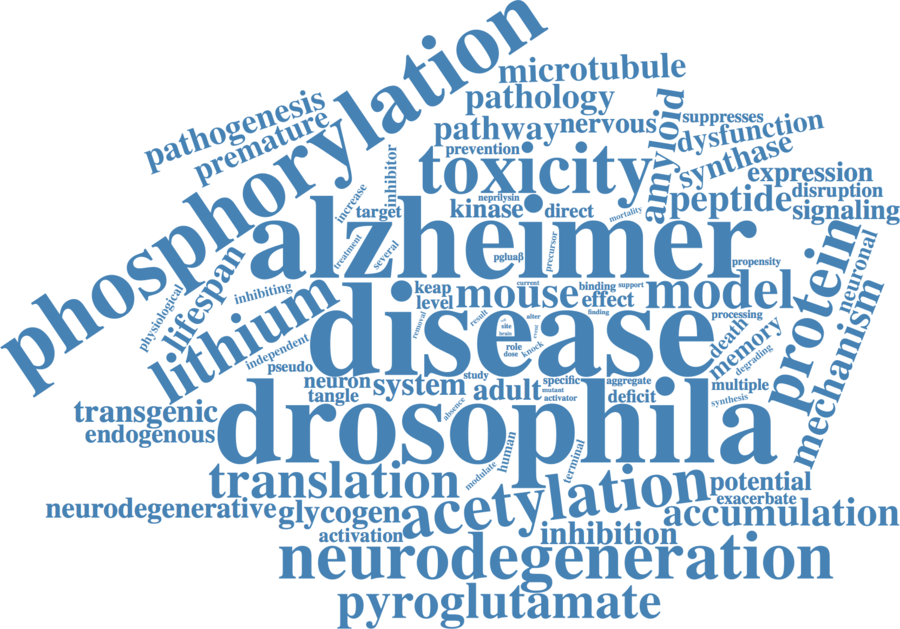 phosphorylation
microtubule
pathology
pathogenesis
premature
pathway
nervous
amyloid
suppresses
dysfunction
prevention
toxicity
synthase
expression
inhibitor
increase
target
neprilysin
kinase
direct
mortality
peptide
disruption
signaling
alzheimer
treatment
several
pgluaβ
precursor
propensity
protein
neuronal
lifespan
physiological
inhibiting
lithium
keap
level
mouse
current
binding
support
effect
finding
model
mechanism
disease
removal
result
site
brain
alter
over
role
dose
knock
processing
death
memory
degrading
independent
pseudo
neuron
tangle
system
study
adult
specific
mutant
activator
aggregate
deficit
multiple
synthesis
absence
transgenic
endogenous
drosophila
human
modulate
terminal
translation
acetylation
potential
exacerbate
neurodegenerative
glycogen
accumulation
activation
inhibition
neurodegeneration
pyroglutamate